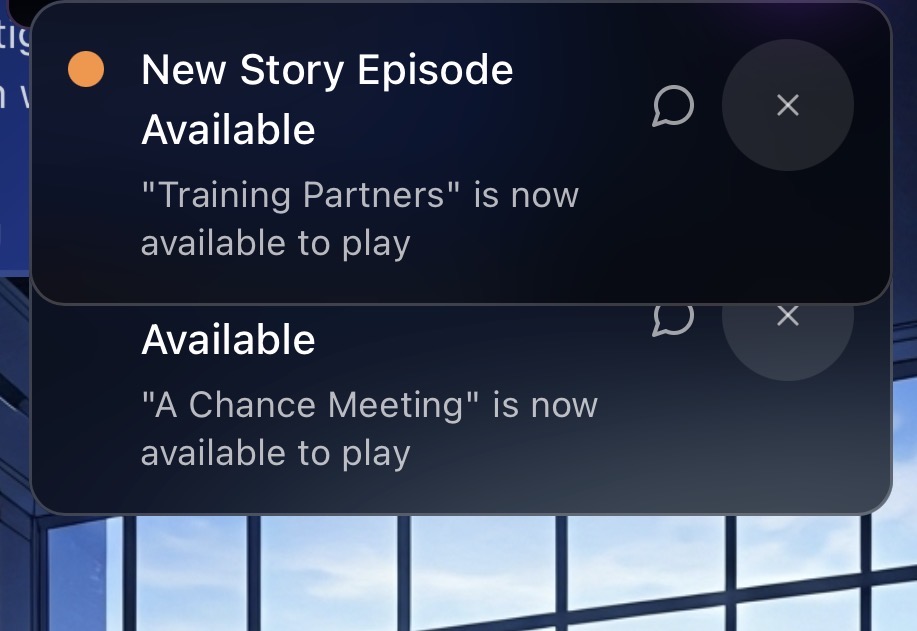 New Story Episode
Available
"Training Partners" is now
available to play
Available
"A Chance Meeting" is now
available to play